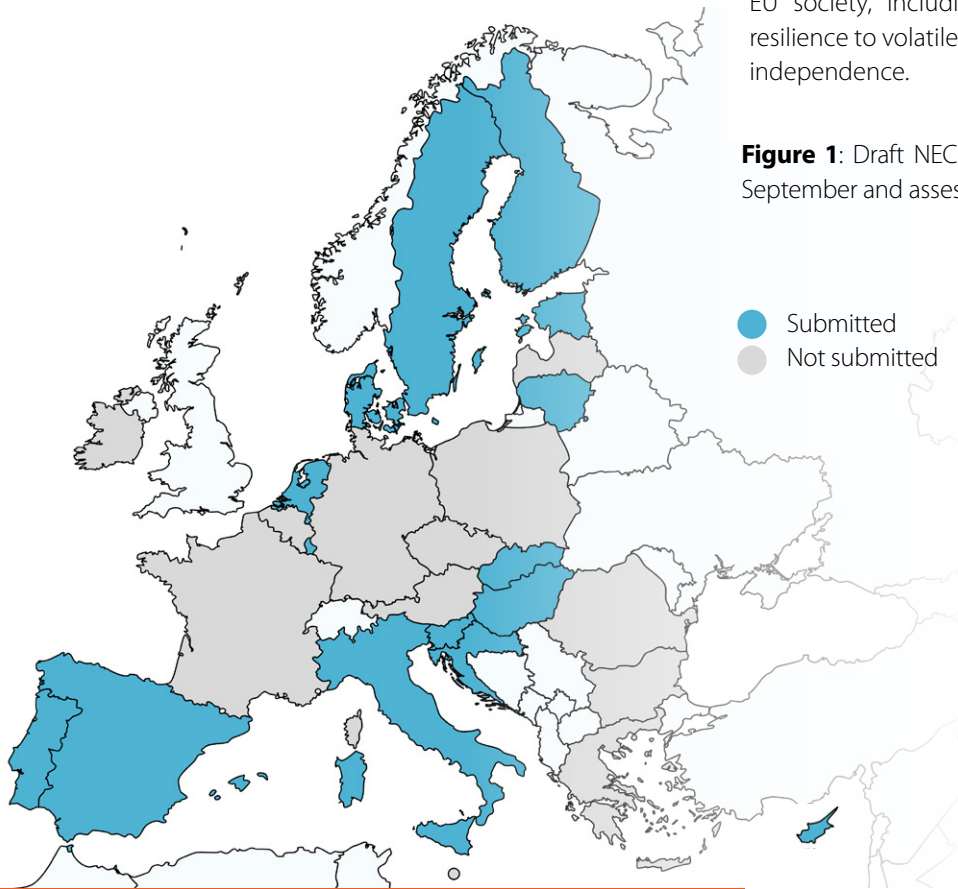 EU society, includi
resilience to volatile
independence.
Figure 1: Draft NEC
September and asses
Submitted
Not submitted